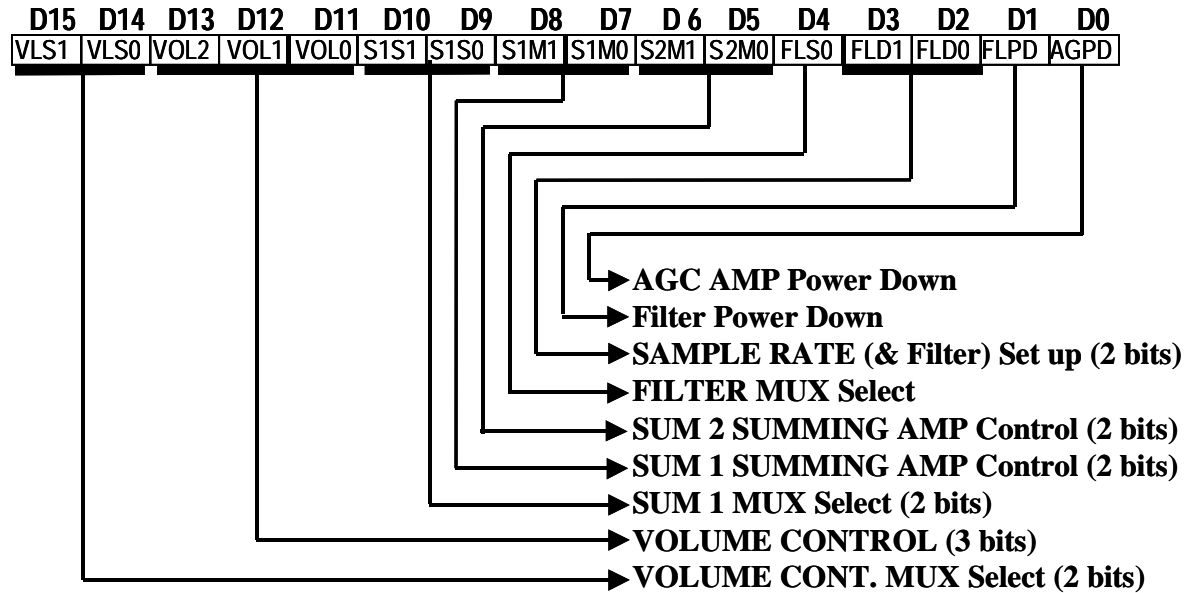 D15 D14 D13 D12 D11 D10 D9 D8 D7 D 6 D5 D4 D3 D2 D1 D0
VLS1 VLS0 VOL2 VOL1 VOL0 S1S1 S1S0 S1M1 S1M0 S2M1 S2M0 FLS0 FLD1 FLD0 FLPD AGPD
AGC AMP Power Down
Filter Power Down
SAMPLE RATE (& Filter) Set up (2 bits)
FILTER MUX Select
SUM 2 SUMMING AMP Control (2 bits)
SUM 1 SUMMING AMP Control (2 bits)
SUM 1 MUX Select (2 bits)
VOLUME CONTROL (3 bits)
VOLUME CONT. MUX Select (2 bits)